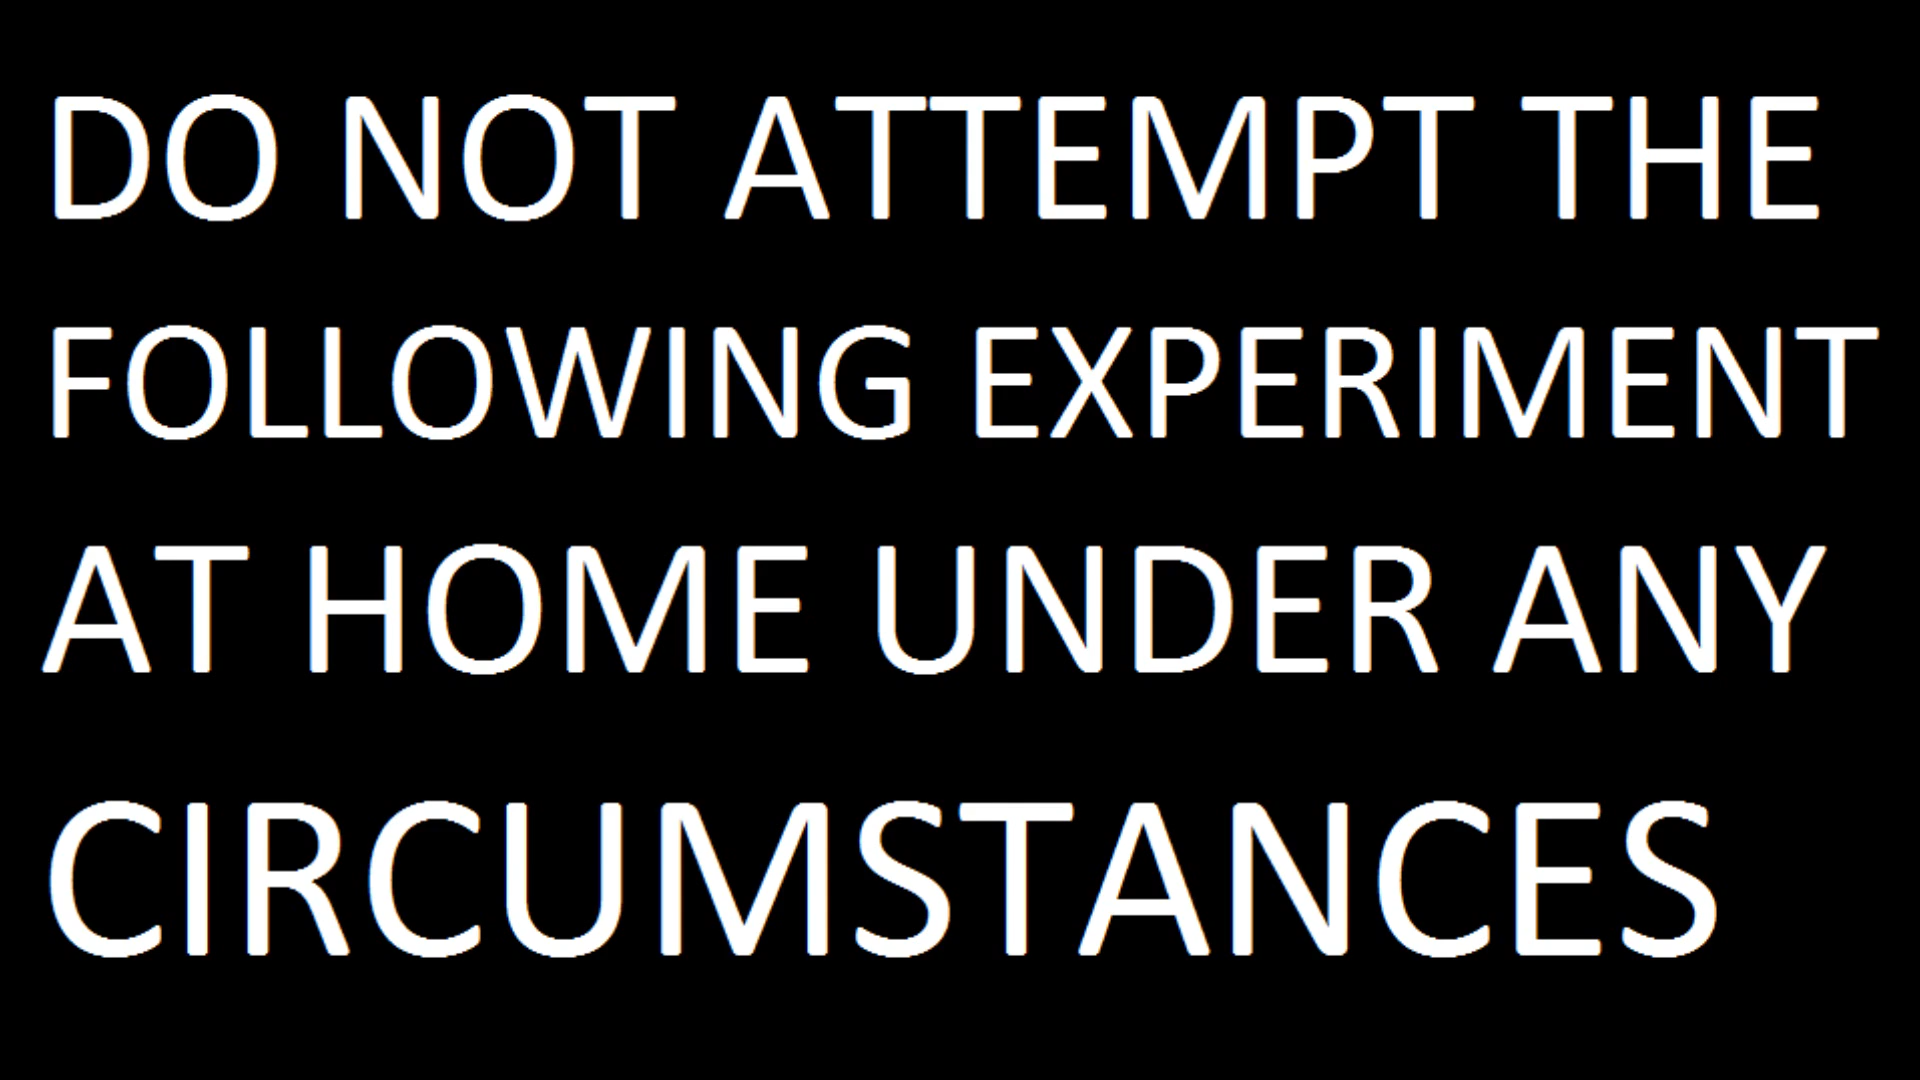 DO NOT ATTEMPT THE
FOLLOWING EXPERIMENT
AT HOME UNDER ANY
CIRCUMSTANCES